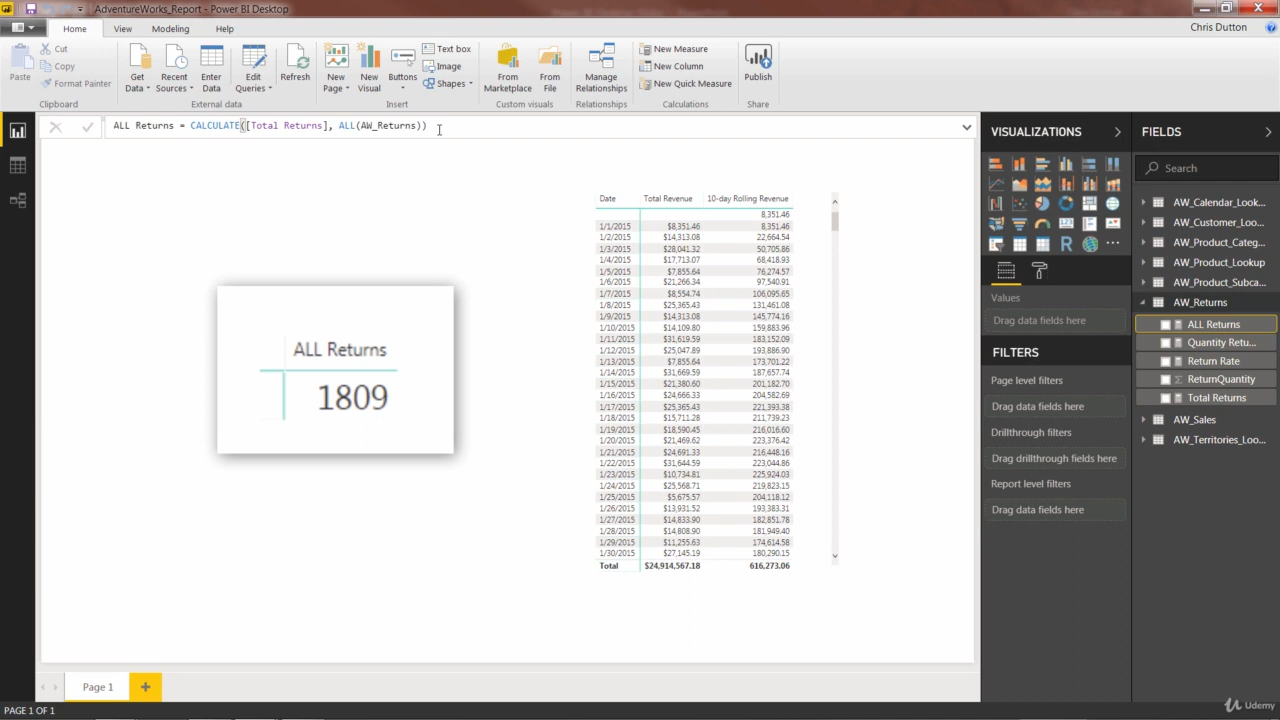 AdventureWorks_Report - Power BI Desktop
Home View Modeling Help
Chris Dutton
Paste
Cut
Copy
Format Painter
Clipboard
Get Data
Recent Sources
Enter Data
Edit Queries
Refresh
External data
New Page
New Visual
Buttons
Text box
Image
Shapes
Insert
From Marketplace
From File
Custom visuals
Manage Relationships
Relationships
New Measure
New Column
New Quick Measure
Calculations
Publish
Share
ALL Returns = CALCULATE([Total Returns], ALL(AW_Returns))
ALL Returns
1809
Date Total Revenue 10-day Rolling Revenue
8,351.46
1/1/2015 $8,351.46 8,351.46
1/2/2015 $14,313.08 22,664.54
1/3/2015 $28,041.32 50,705.86
1/4/2015 $17,713.07 68,418.93
1/5/2015 $7,855.64 76,274.57
1/6/2015 $21,266.34 97,540.91
1/7/2015 $8,554.74 106,095.65
1/8/2015 $25,365.43 131,461.08
1/9/2015 $14,313.08 145,774.16
1/10/2015 $14,109.80 159,883.96
1/11/2015 $31,619.59 183,152.09
1/12/2015 $25,047.89 193,886.90
1/13/2015 $7,855.64 173,701.22
1/14/2015 $31,669.59 187,657.74
1/15/2015 $21,380.60 201,182.70
1/16/2015 $24,666.33 204,582.69
1/17/2015 $25,365.43 221,393.38
1/18/2015 $15,711.28 211,739.23
1/19/2015 $18,590.45 216,016.60
1/20/2015 $21,469.62 223,376.42
1/21/2015 $24,691.33 216,448.16
1/22/2015 $31,644.59 223,044.86
1/23/2015 $10,734.81 225,924.03
1/24/2015 $25,568.71 219,823.15
1/25/2015 $5,675.57 204,118.12
1/26/2015 $13,931.52 193,383.31
1/27/2015 $14,833.90 182,851.78
1/28/2015 $14,808.90 181,949.40
1/29/2015 $11,255.63 174,614.58
1/30/2015 $27,145.19 180,290.15
Total $24,914,567.18 616,273.06
VISUALIZATIONS
Values
Drag data fields here
FILTERS
Page level filters
Drag data fields here
Drillthrough filters
Drag drillthrough fields here
Report level filters
Drag data fields here
FIELDS
Search
AW_Calendar_Look...
AW_Customer_Loo...
AW_Product_Categ...
AW_Product_Lookup
AW_Product_Subca...
AW_Returns
ALL Returns
Quantity Retu...
Return Rate
ReturnQuantity
Total Returns
AW_Sales
AW_Territories_Loo...
Page 1
PAGE 1 OF 1
Udemy